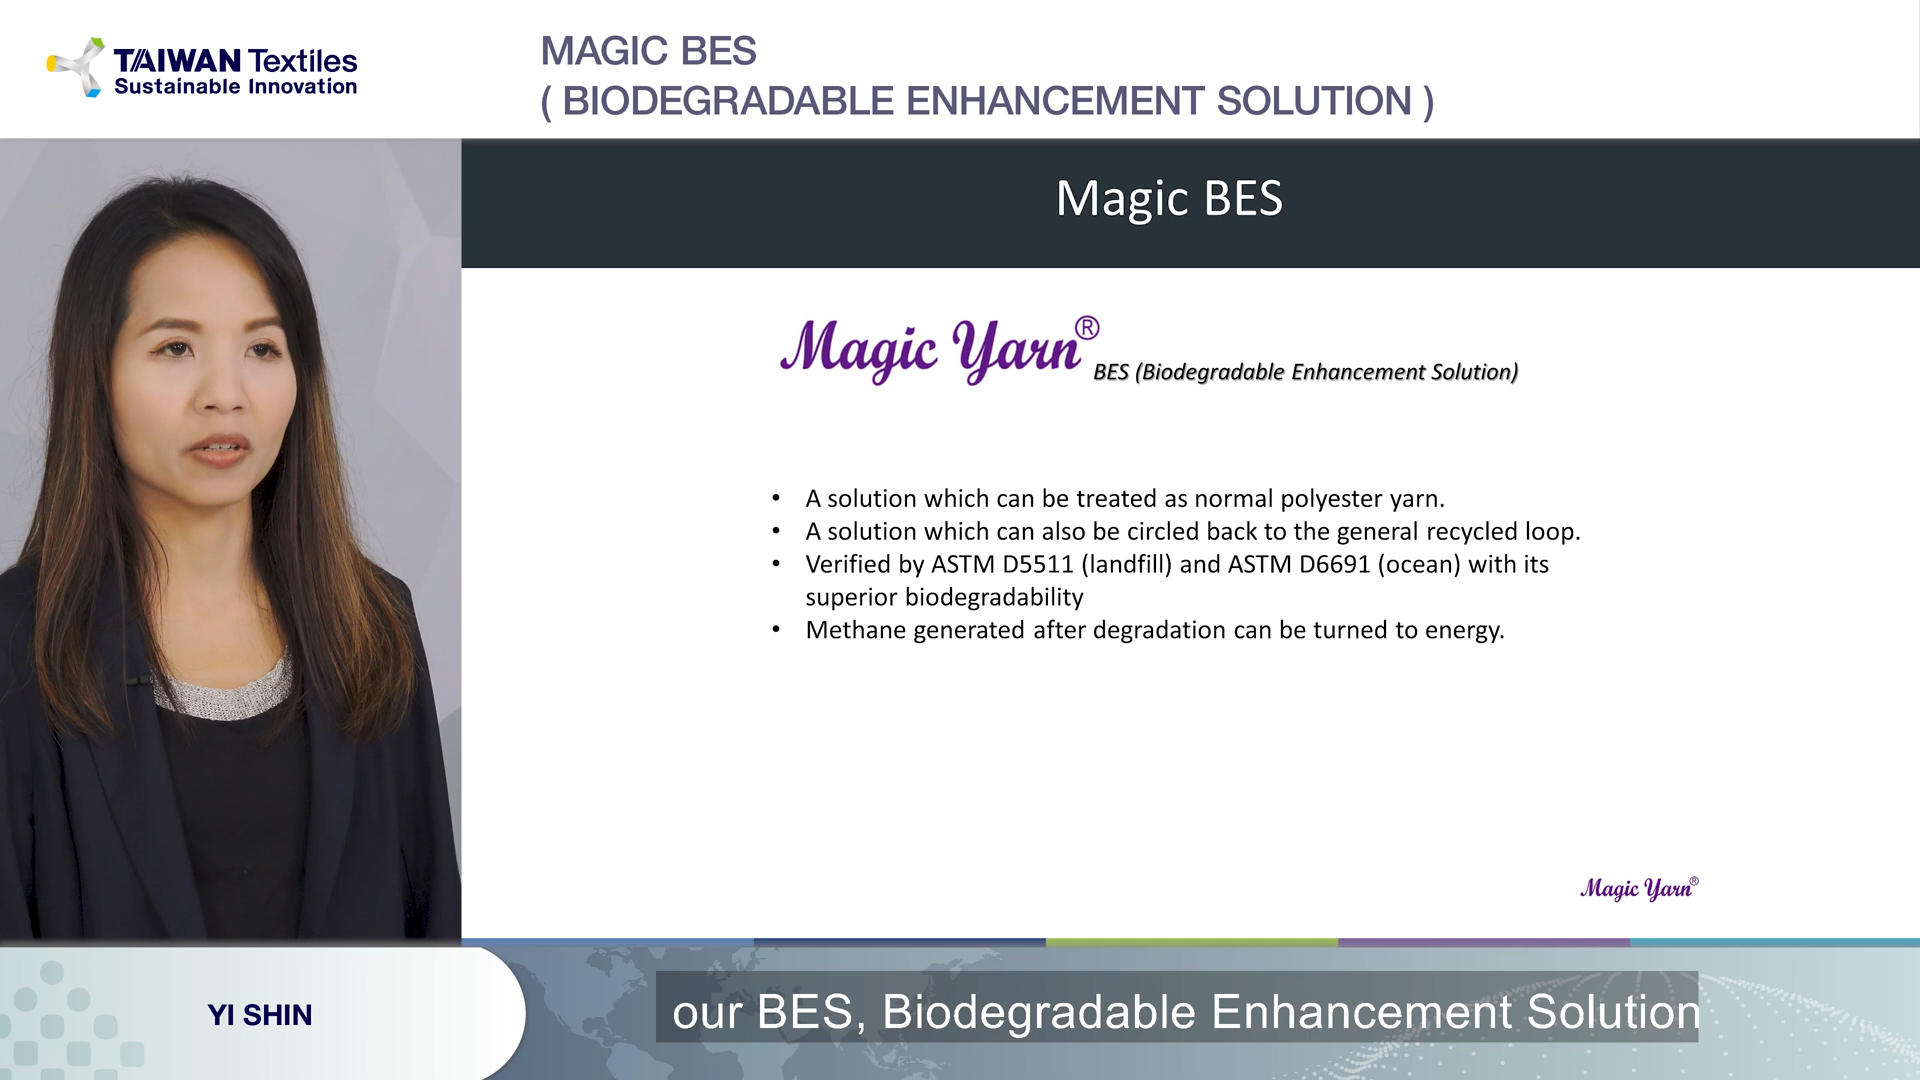 TAIWAN Textiles
Sustainable Innovation
MAGIC BES
( BIODEGRADABLE ENHANCEMENT SOLUTION )
Magic BES
Magic Yarn®
BES (Biodegradable Enhancement Solution)
• A solution which can be treated as normal polyester yarn.
• A solution which can also be circled back to the general recycled loop.
• Verified by ASTM D5511 (landfill) and ASTM D6691 (ocean) with its
superior biodegradability
• Methane generated after degradation can be turned to energy.
Magic Yarn®
YI SHIN
our BES, Biodegradable Enhancement Solution